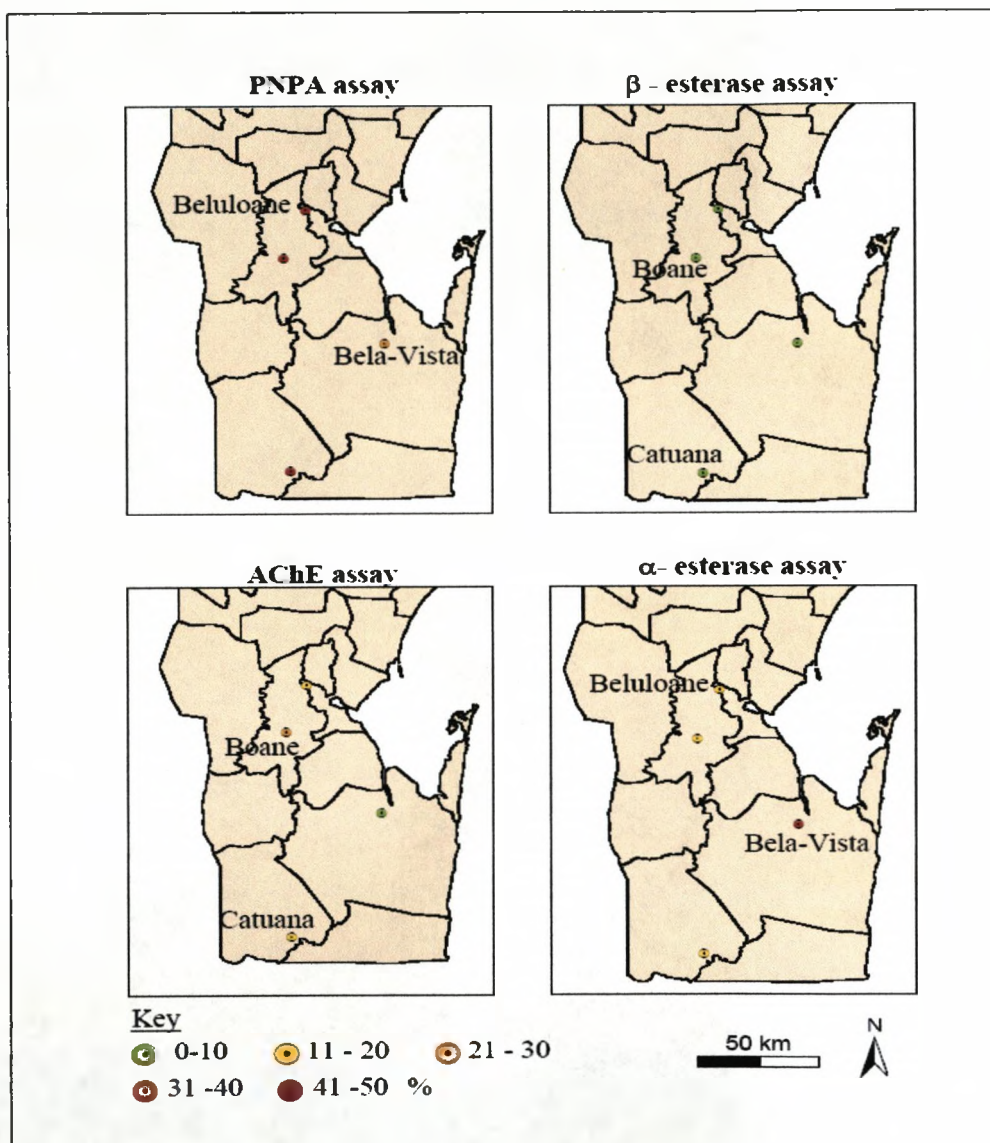 PNPA assay
β - esterase assay
Beluloane
Bela-Vista
Boane
Catuana
AChE assay
α- esterase assay
Boane
Catuana
Beluloane
Bela-Vista
Key
0-10 11 - 20 21 - 30
31 -40 41 -50 %
50 km
N